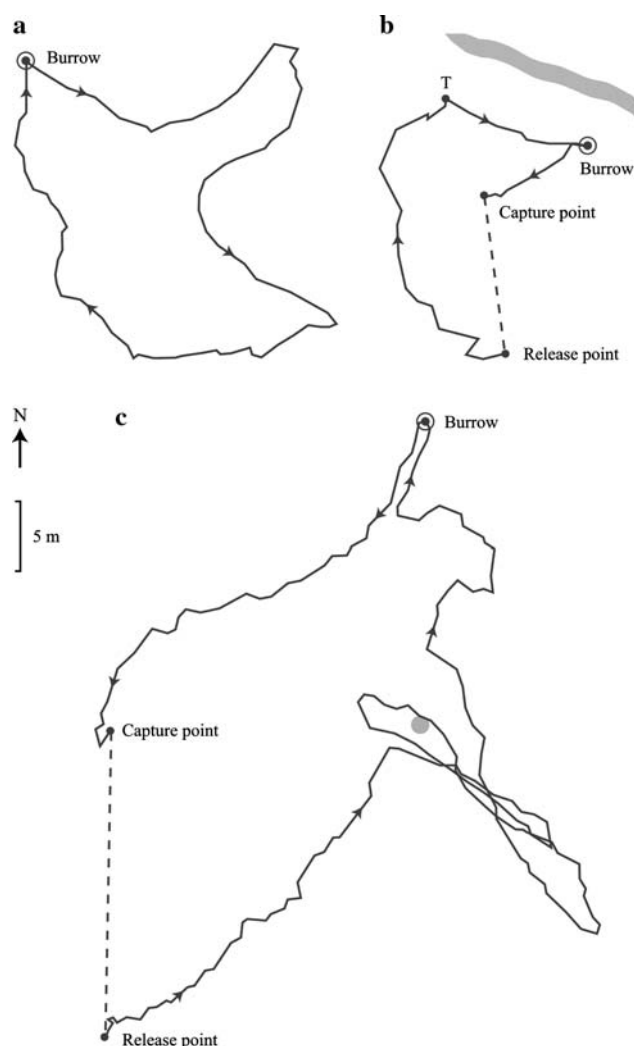 a
Burrow
b
T
Burrow
Capture point
Release point
N
c
Burrow
5 m
Capture point
Release point